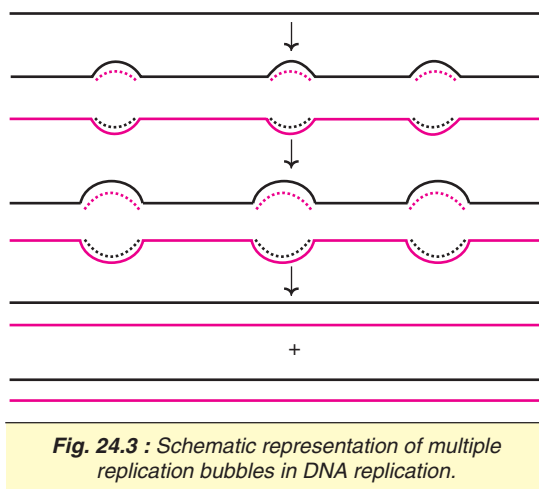 +
Fig. 24.3 : Schematic representation of multiple
replication bubbles in DNA replication.